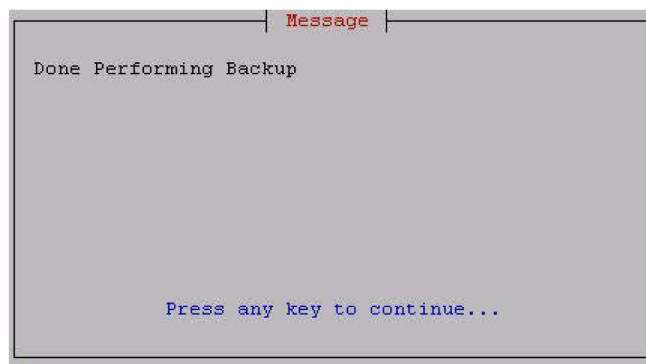 Message
Done Performing Backup
Press any key to continue...